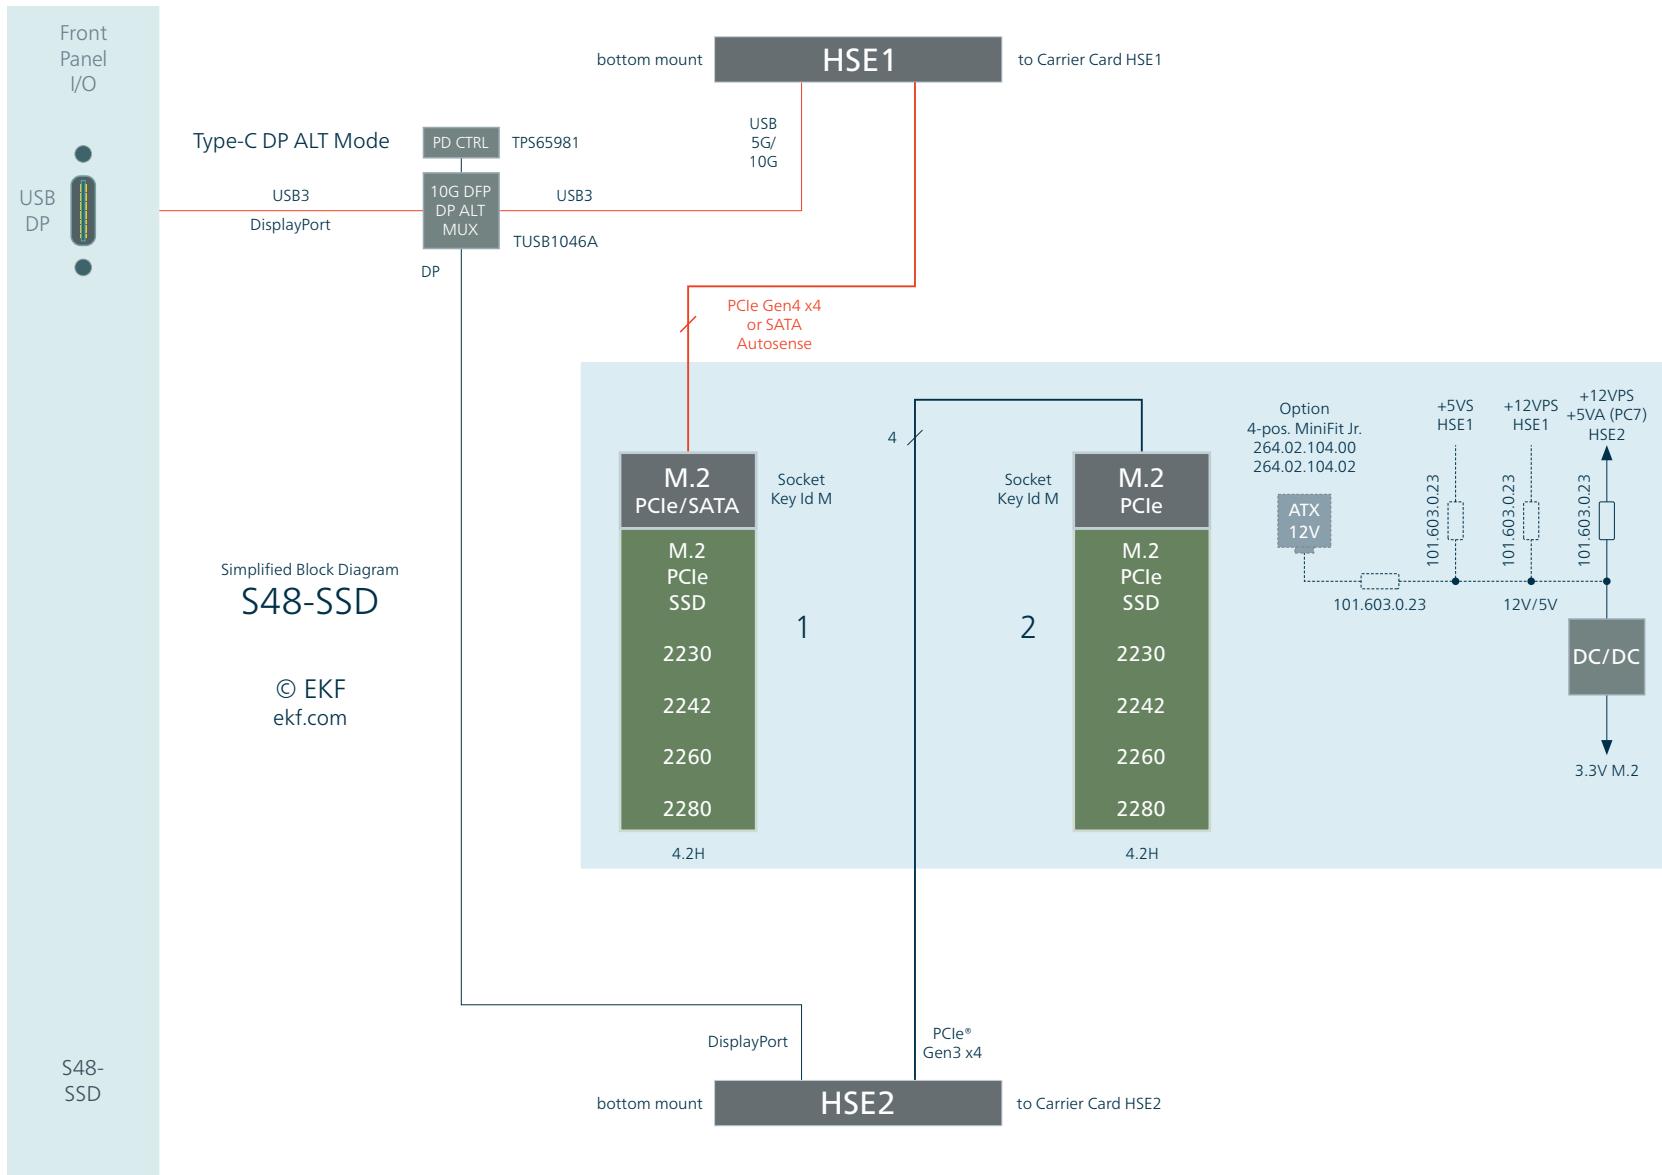 Front
Panel
I/O
USB
DP
S48-
SSD
Type-C DP ALT Mode
PD CTRL
TPS65981
USB3
DisplayPort
10G DFP
DP ALT
MUX
USB3
TUSB1046A
DP
bottom mount
HSE1
to Carrier Card HSE1
USB
5G/
10G
PCIe Gen4 x4
or SATA
Autosense
Simplified Block Diagram
S48-SSD
© EKF
ekf.com
M.2
PCIe/SATA
Socket
Key Id M
M.2
PCIe
SSD
2230
2242
2260
2280
4.2H
1
4
Socket
Key Id M
M.2
PCIe
2
M.2
PCIe
SSD
2230
2242
2260
2280
4.2H
Option
4-pos. MiniFit Jr.
264.02.104.00
264.02.104.02
ATX
12V
101.603.0.23
+5VS
HSE1
101.603.0.23
+12VPS
HSE1
101.603.0.23
+12VPS
+5VA (PC7)
HSE2
101.603.0.23
12V/5V
DC/DC
3.3V M.2
DisplayPort
PCIe®
Gen3 x4
bottom mount
HSE2
to Carrier Card HSE2